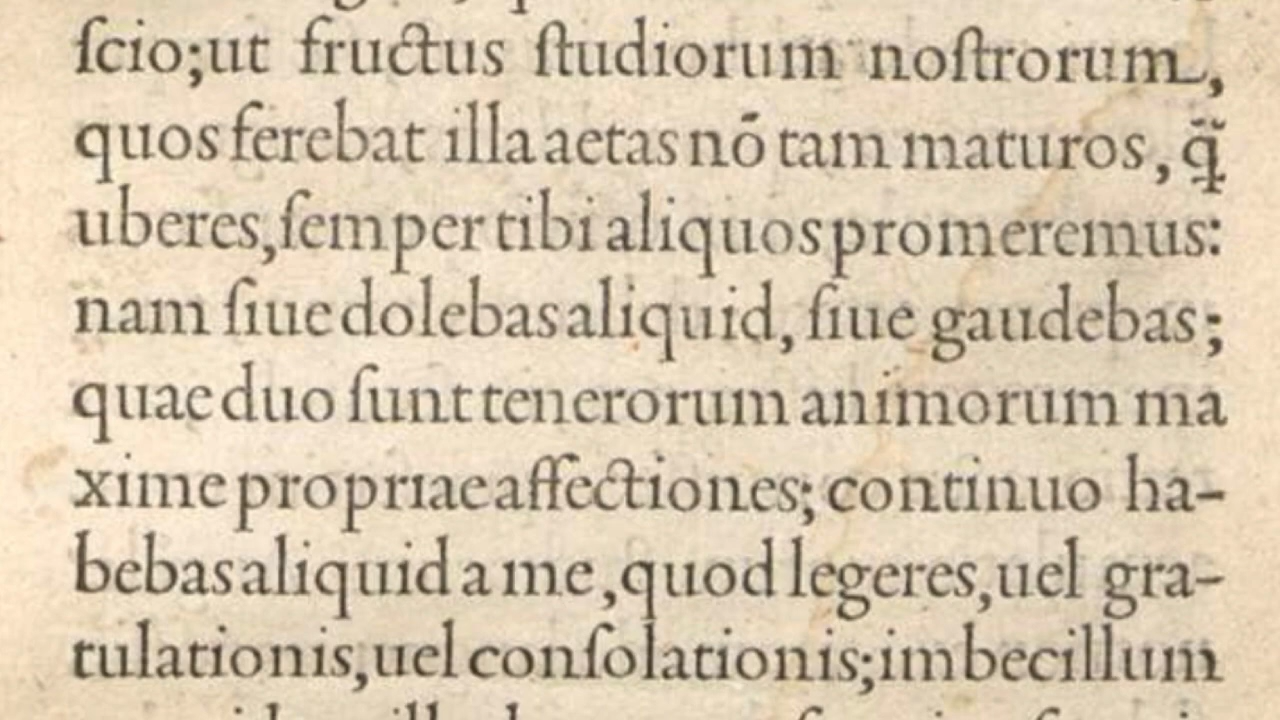 ſcio;ut fructus ſtudiorum noſtrorum,
quos ferebat illa aetas nō tam maturos, q̃
uberes,ſemper tibi aliquos promeremus:
nam ſiue dolebas aliquid, ſiue gaudebas;
quae duo ſunt tenerorum animorum ma
xime propriae affectiones; continuo ha-
bebas aliquid a me,quod legeres,uel gra-
tulationis,uel conſolationis;imbecillum